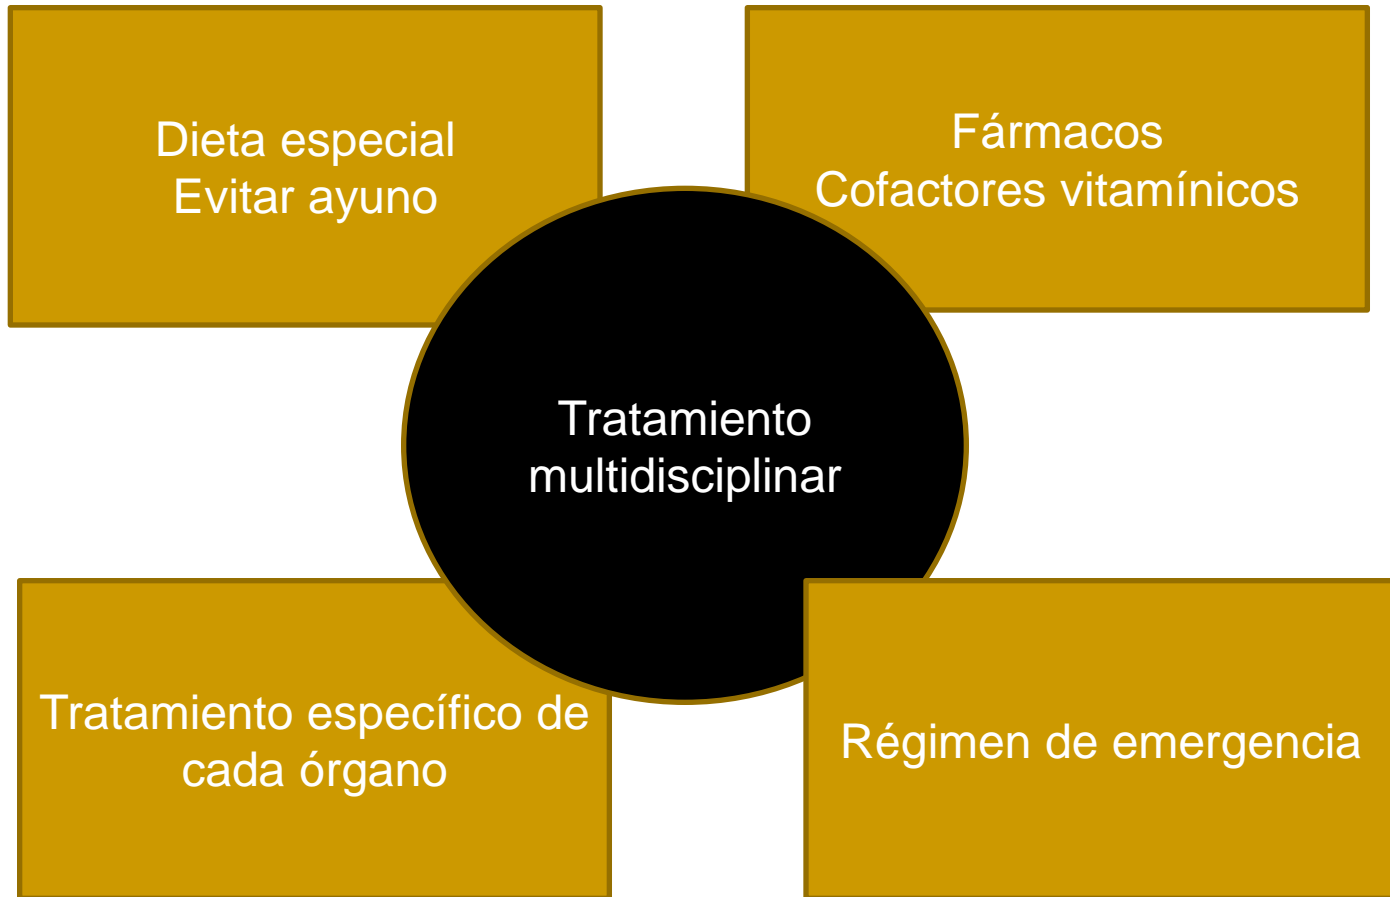 Dieta especial
Evitar ayuno
Fármacos
Cofactores vitamínicos
Tratamiento
multidisciplinar
Tratamiento específico de
cada órgano
Régimen de emergencia